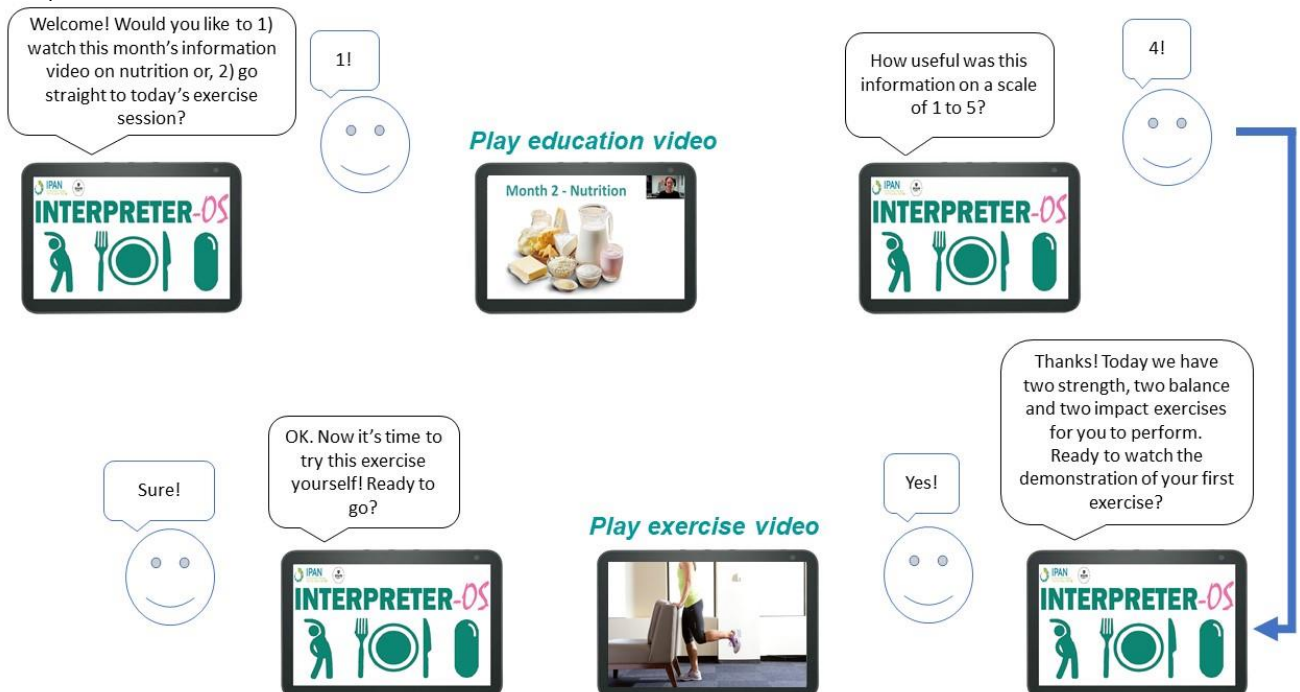 Welcome! Would you like to 1)
watch this month's information
video on nutrition or, 2) go
straight to today's exercise
session?
1!
IPAN
INTERPRETER-OS
Play education video
Month 2 - Nutrition
How useful was this
information on a scale
of 1 to 5?
4!
IPAN
INTERPRETER-OS
Thanks! Today we have
two strength, two balance
and two impact exercises
for you to perform.
Ready to watch the
demonstration of your first
exercise?
IPAN
INTERPRETER-OS
Yes!
Play exercise video
OK. Now it's time to
try this exercise
yourself! Ready to
go?
IPAN
INTERPRETER-OS
Sure!